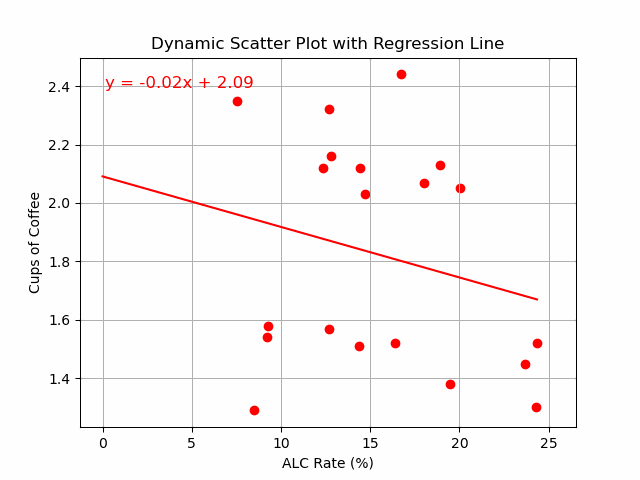 Dynamic Scatter Plot with Regression Line
y = -0.02x + 2.09
2.4
2.2
2.0
1.8
1.6
1.4
Cups of Coffee
0 5 10 15 20 25
ALC Rate (%)